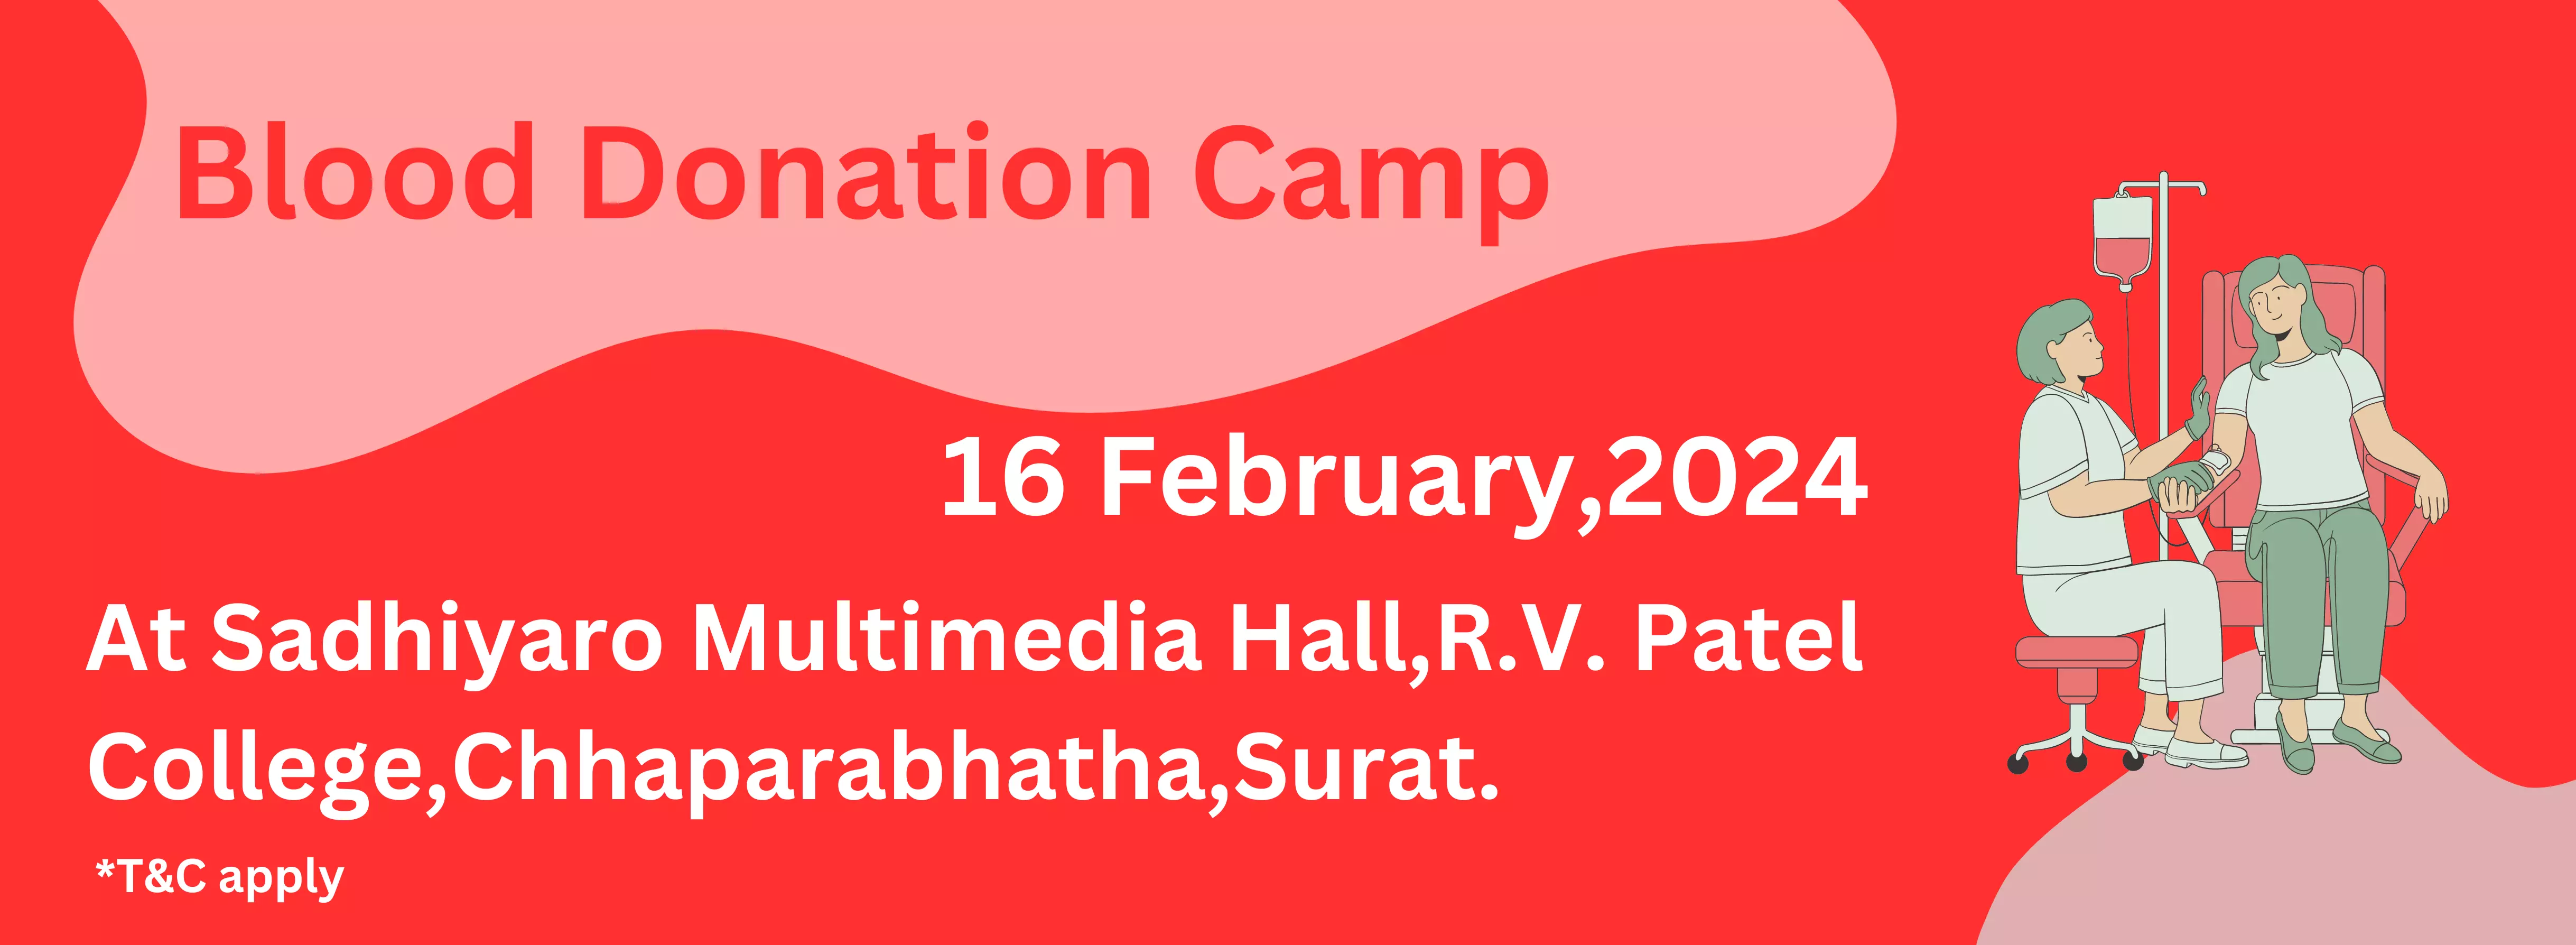 Blood Donation Camp
16 February,2024
At Sadhiyaro Multimedia Hall,R.V. Patel
College,Chhaparabhatha,Surat.
*T&C apply